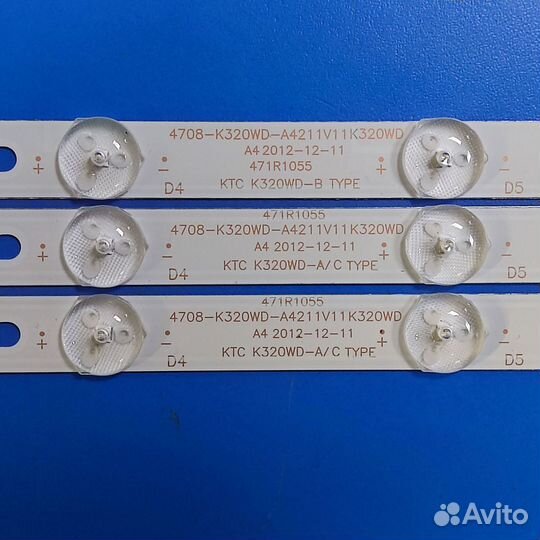 4708-K320WD-A4211V11K320WD
A4 2012-12-11
471R1055
KTC K320WD-B TYPE
+ - D4 + - D5
471R1055
4708-K320WD-A4211V11K320WD
A4 2012-12-11
KTC K320WD-A/C TYPE
+ - D4 + - D5
471R1055
4708-K320WD-A4211V11K320WD
A4 2012-12-11
KTC K320WD-A/C TYPE
+ - D4 + - D5
Avito